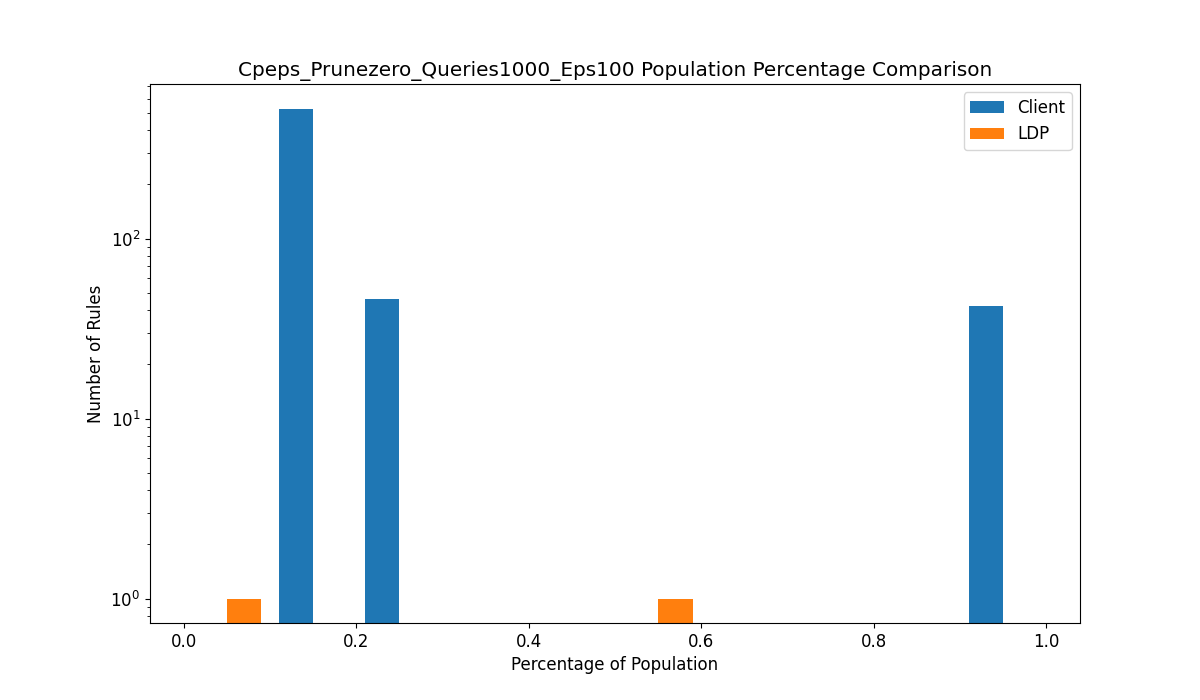 Cpeps_Prunezero_Queries1000_Eps100 Population Percentage Comparison
Client
LDP
Number of Rules
10²
10¹
10⁰
0.0 0.2 0.4 0.6 0.8 1.0
Percentage of Population